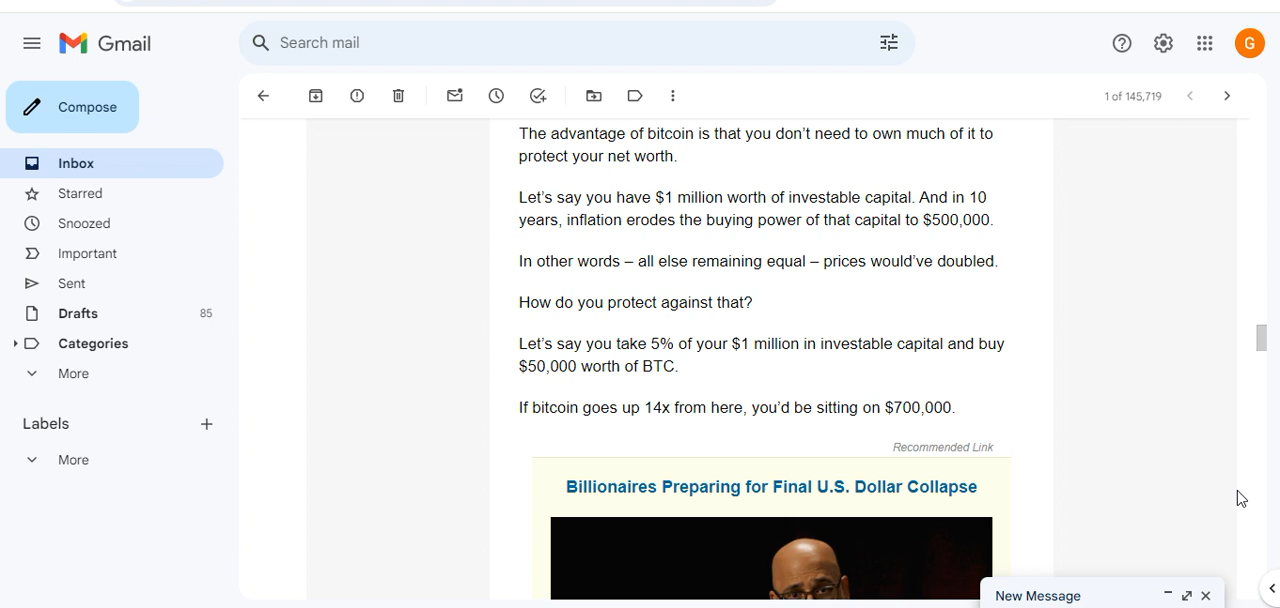 Gmail
Search mail
G
Compose
1 of 145,719
Inbox
Starred
Snoozed
Important
Sent
Drafts 85
Categories
More
Labels +
More
The advantage of bitcoin is that you don’t need to own much of it to
protect your net worth.
Let’s say you have $1 million worth of investable capital. And in 10
years, inflation erodes the buying power of that capital to $500,000.
In other words – all else remaining equal – prices would’ve doubled.
How do you protect against that?
Let’s say you take 5% of your $1 million in investable capital and buy
$50,000 worth of BTC.
If bitcoin goes up 14x from here, you’d be sitting on $700,000.
Recommended Link
Billionaires Preparing for Final U.S. Dollar Collapse
New Message